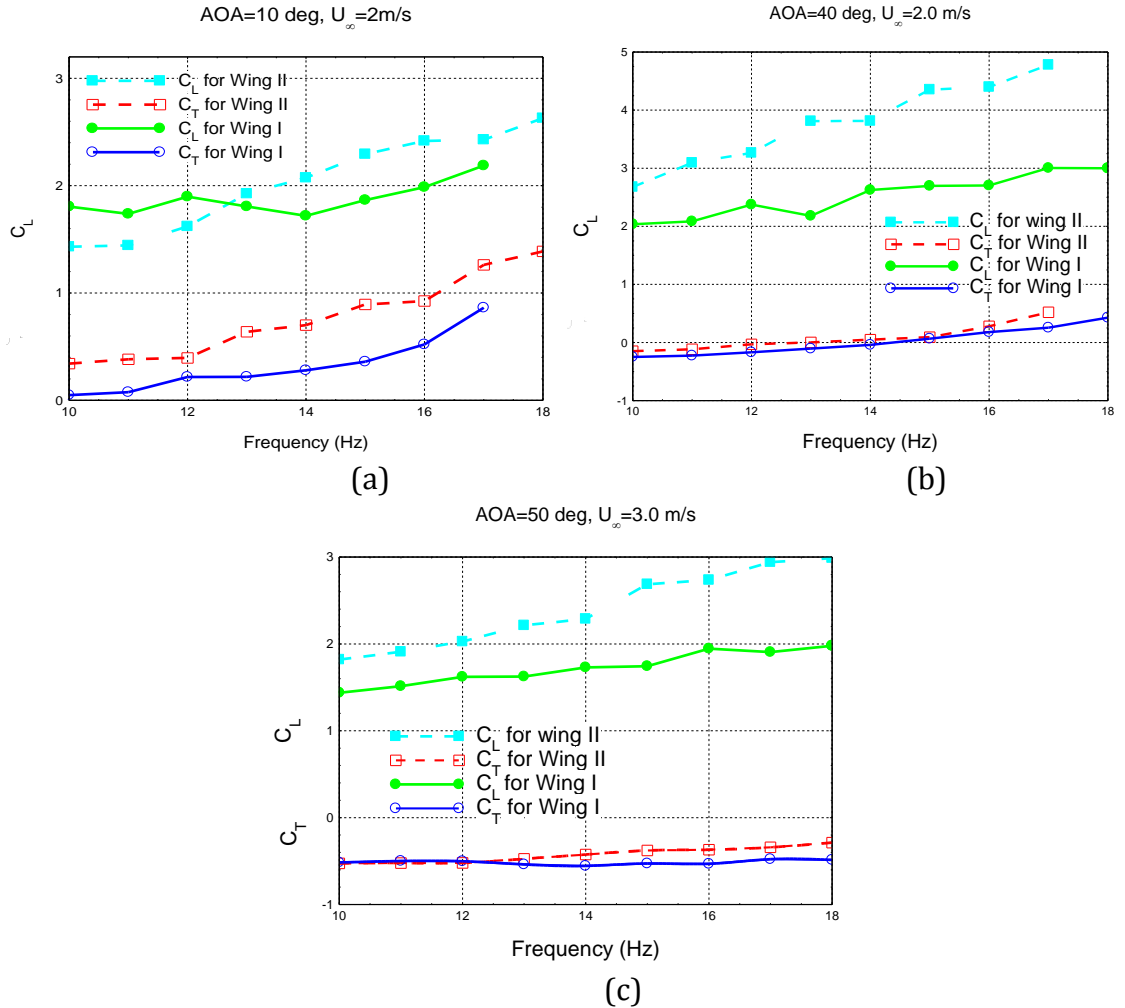 AOA=10 deg, U∞=2m/s
3
2
1
0
C_L
C_L for Wing II
C_T for Wing II
C_L for Wing I
C_T for Wing I
10 12 14 16 18
Frequency (Hz)
(a)
AOA=40 deg, U∞=2.0 m/s
5
4
3
2
1
0
-1
C_L
C_L for wing II
C_T for Wing II
C_L for Wing I
C_T for Wing I
10 12 14 16 18
Frequency (Hz)
(b)
AOA=50 deg, U∞=3.0 m/s
3
2
1
0
-1
C_L
C_T
C_L for wing II
C_T for Wing II
C_L for Wing I
C_T for Wing I
10 12 14 16 18
Frequency (Hz)
(c)